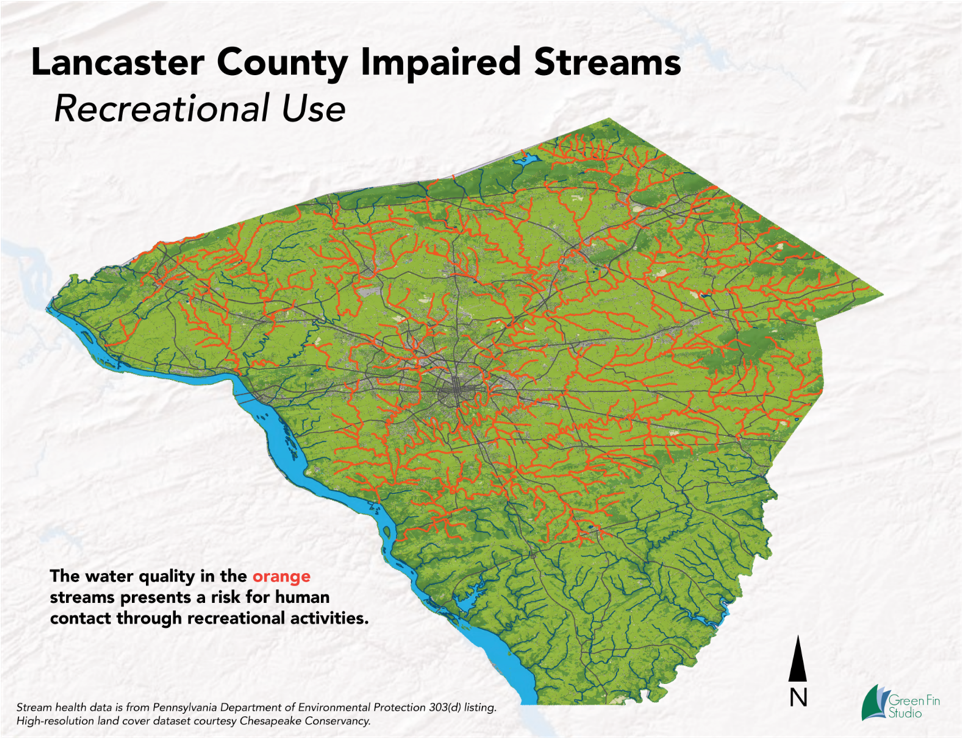 Lancaster County Impaired Streams
Recreational Use
The water quality in the orange
streams presents a risk for human
contact through recreational activities.
Stream health data is from Pennsylvania Department of Environmental Protection 303(d) listing.
High-resolution land cover dataset courtesy Chesapeake Conservancy.
N
Green Fin
Studio